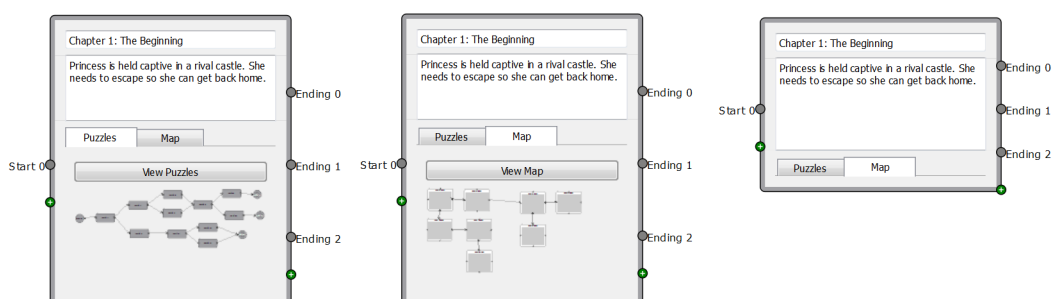 Chapter 1: The Beginning
Princess is held captive in a rival castle. She
needs to escape so she can get back home.
Ending 0
Puzzles
Map
Start 0
Ending 1
View Puzzles
Ending 2
Chapter 1: The Beginning
Princess is held captive in a rival castle. She
needs to escape so she can get back home.
Ending 0
Puzzles
Map
Start 0
Ending 1
View Map
Ending 2
Chapter 1: The Beginning
Princess is held captive in a rival castle. She
needs to escape so she can get back home.
Ending 0
Start 0
Ending 1
Ending 2
Puzzles
Map